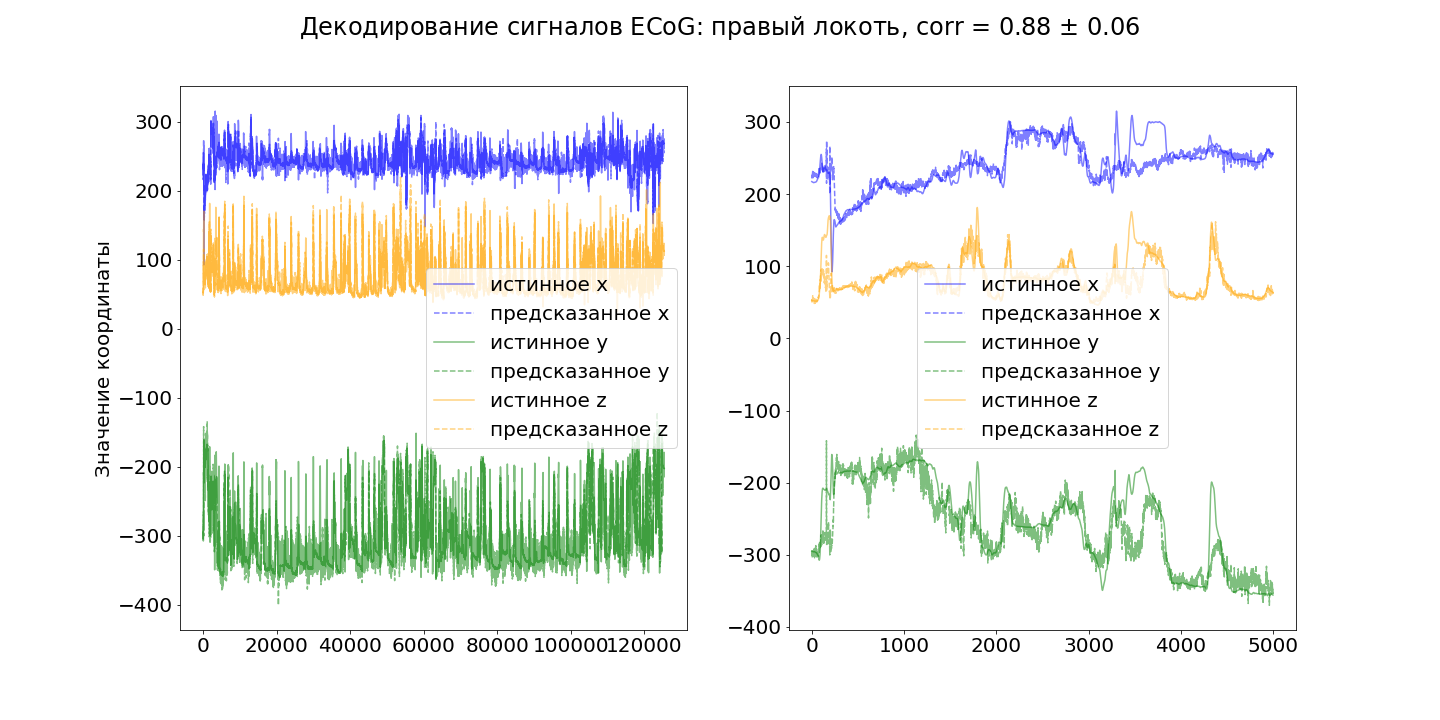 Декодирование сигналов ECoG: правый локоть, corr = 0.88 ± 0.06
Значение координаты
300
200
100
0
−100
−200
−300
−400
0 20000 40000 60000 80000 100000 120000
истинное x
предсказанное x
истинное y
предсказанное y
истинное z
предсказанное z
300
200
100
0
−100
−200
−300
−400
0 1000 2000 3000 4000 5000
истинное x
предсказанное x
истинное y
предсказанное y
истинное z
предсказанное z